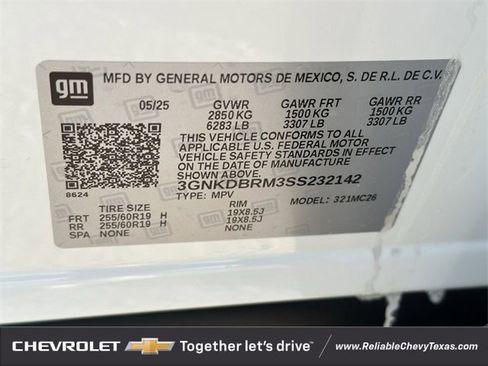 gm
MFD BY GENERAL MOTORS DE MEXICO, S. DE R.L. DE C.V.
05/25 GVWR GAWR FRT GAWR RR
2850 KG 1500 KG 1500 KG
6283 LB 3307 LB 3307 LB
THIS VEHICLE CONFORMS TO ALL
APPLICABLE U.S. FEDERAL MOTOR
VEHICLE SAFETY STANDARDS IN EFFECT ON THE
DATE OF MANUFACTURE SHOWN ABOVE.
3GNKDBRM3SS232142
8624 TYPE: MPV MODEL: 321MC26
TIRE SIZE RIM
FRT 255/60R19 H 19X8.5J
RR 255/60R19 H 19X8.5J
SPA NONE NONE
CHEVROLET Together let's drive™ www.ReliableChevyTexas.com